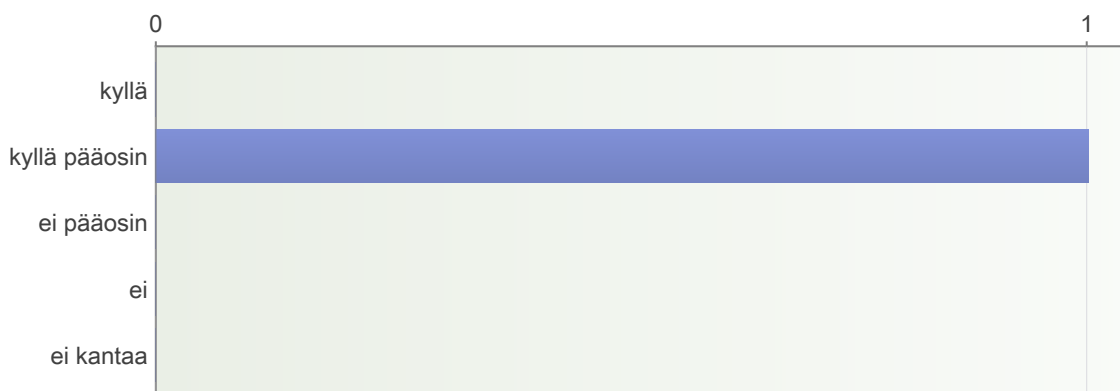 0 1
kyllä
kyllä pääosin
ei pääosin
ei
ei kantaa